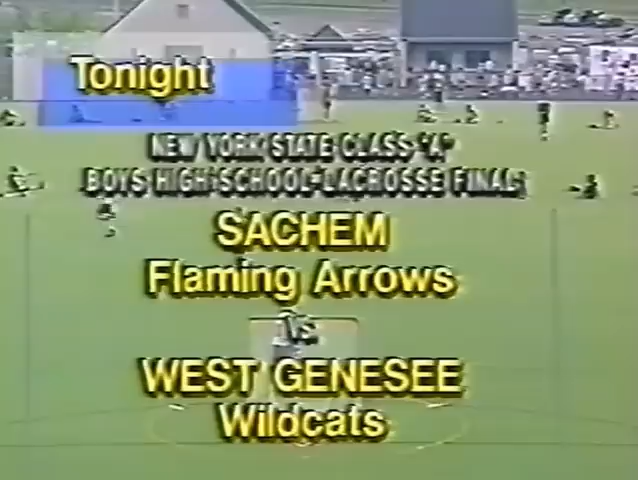 Tonight
NEW YORK STATE CLASS "A"
BOYS HIGH SCHOOL LACROSSE FINAL
SACHEM
Flaming Arrows
VS
WEST GENESEE
Wildcats